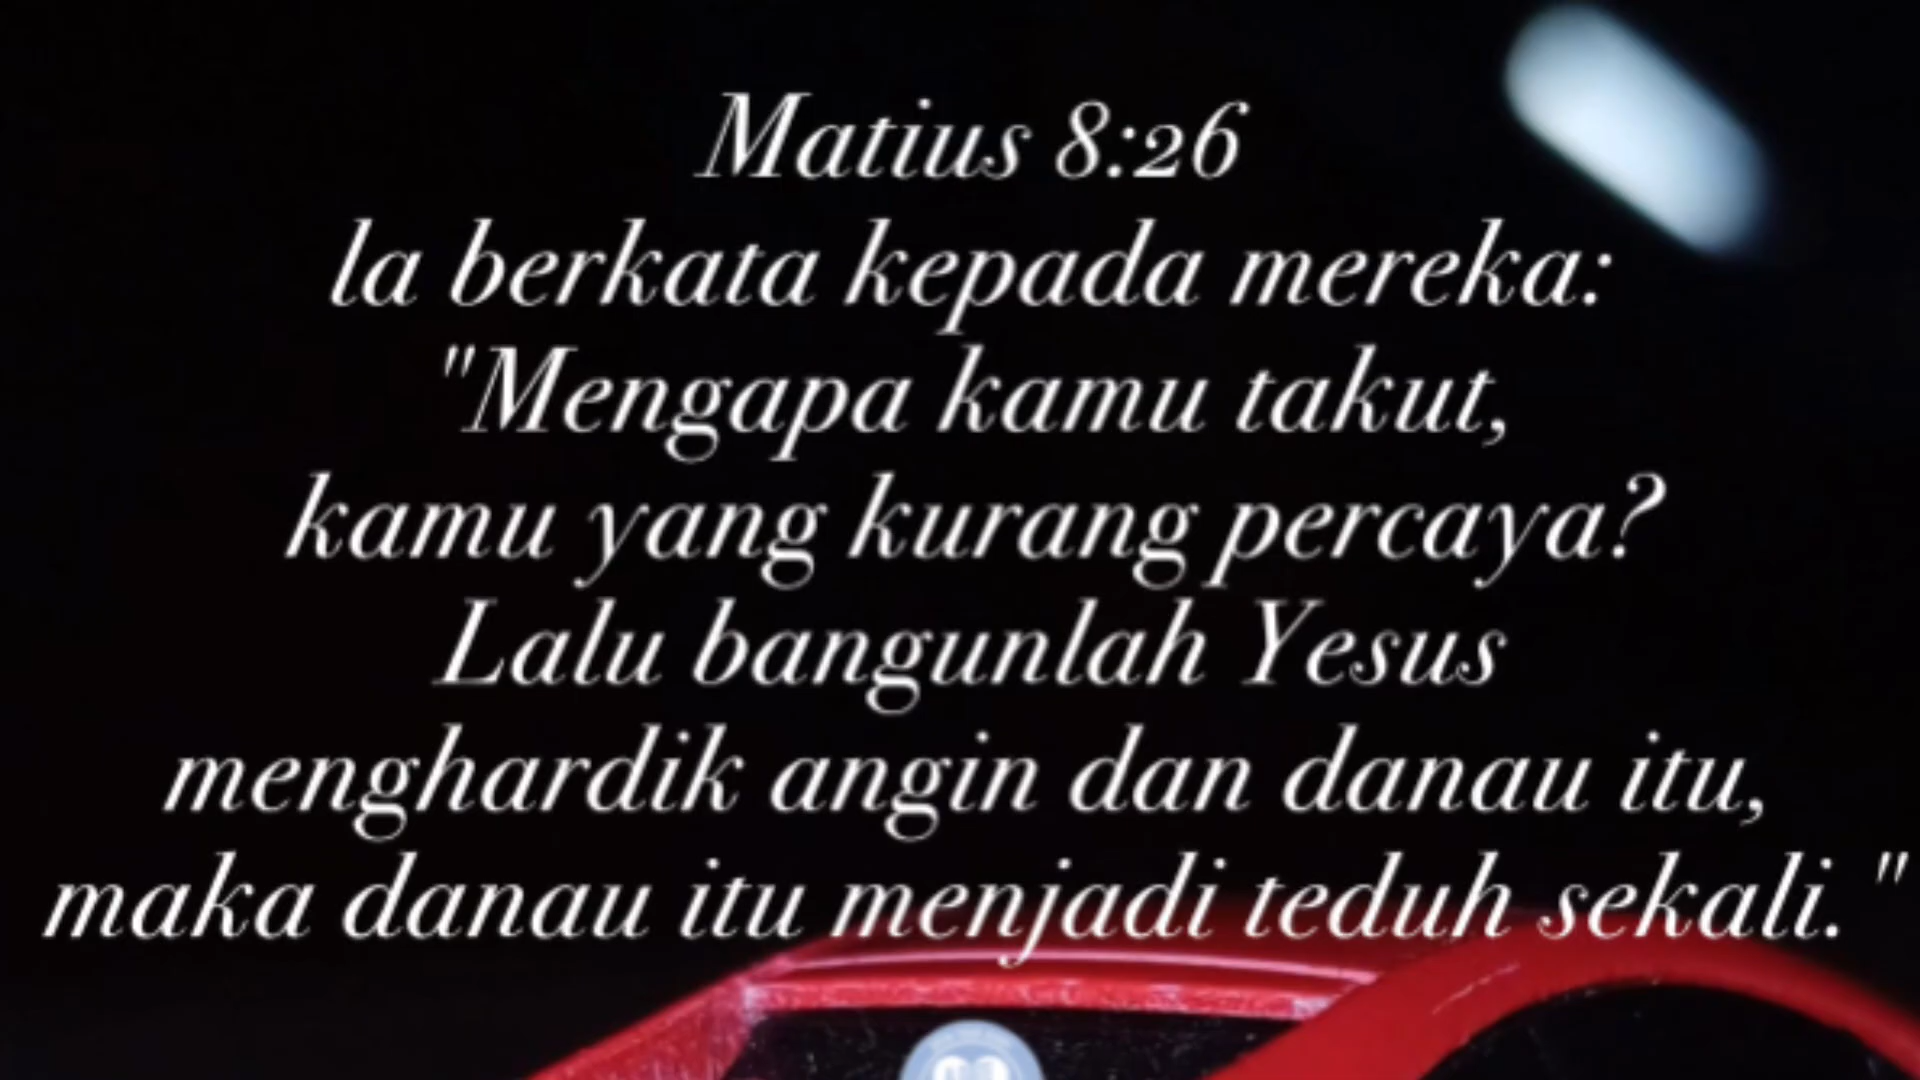 Matius 8:26
Ia berkata kepada mereka:
"Mengapa kamu takut,
kamu yang kurang percaya?
Lalu bangunlah Yesus
menghardik angin dan danau itu,
maka danau itu menjadi teduh sekali. "